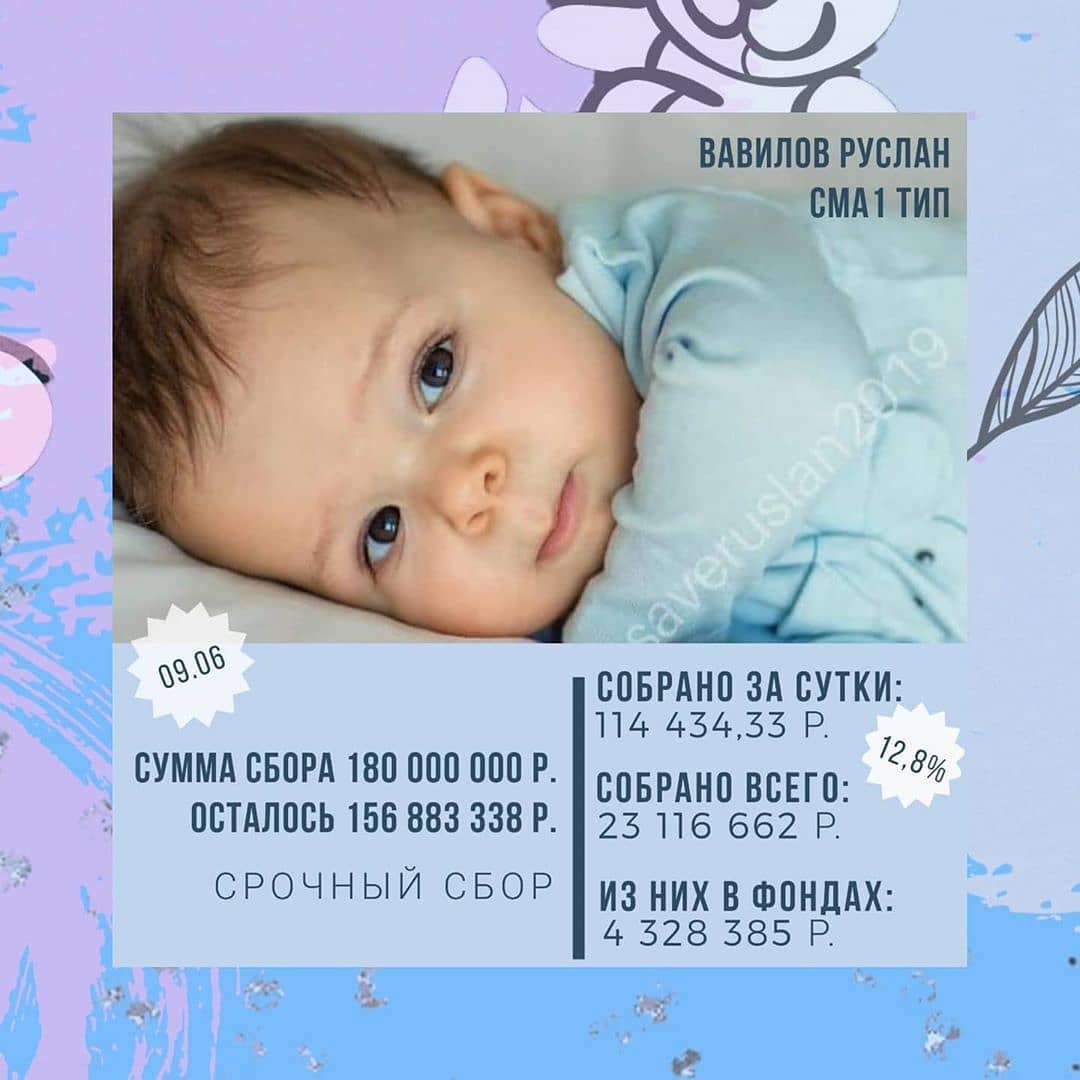 ВАВИЛОВ РУСЛАН
СМА1 ТИП
saveruslan2019
09.06
СУММА СБОРА 180 000 000 Р.
ОСТАЛОСЬ 156 883 338 Р.
СРОЧНЫЙ СБОР
СОБРАНО ЗА СУТКИ:
114 434,33 Р.
12,8%
СОБРАНО ВСЕГО:
23 116 662 Р.
ИЗ НИХ В ФОНДАХ:
4 328 385 Р.